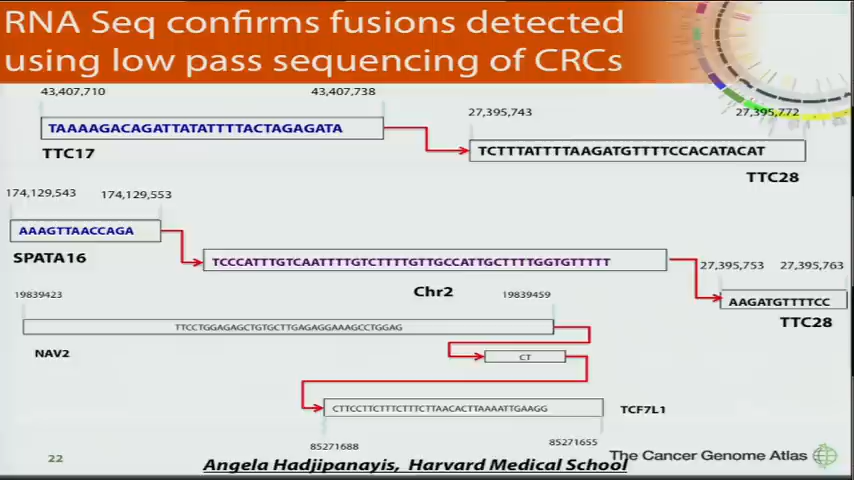 RNA Seq confirms fusions detected
using low pass sequencing of CRCs
43,407,710
43,407,738
TAAAAGACAGATTATATTTTACTAGAGATA
TTC17
27,395,743
27,395,772
TCTTTATTTTAAGATGTTTTCCACATACAT
TTC28
174,129,543
174,129,553
AAAGTTAACCAGA
SPATA16
TCCCATTTGTCAATTTTGTCTTTTGTTGCCATTGCTTTTGGTGTTTTT
Chr2
27,395,753
27,395,763
AAGATGTTTTCC
TTC28
19839423
19839459
TTCCTGGAGAGCTGTGCTTGAGAGGAAAGCCTGGAG
NAV2
CT
CTTCCTTCTTTCTTTCTTAACACTTAAAATTGAAGG
TCF7L1
85271688
85271655
22
Angela Hadjipanayis, Harvard Medical School
The Cancer Genome Atlas